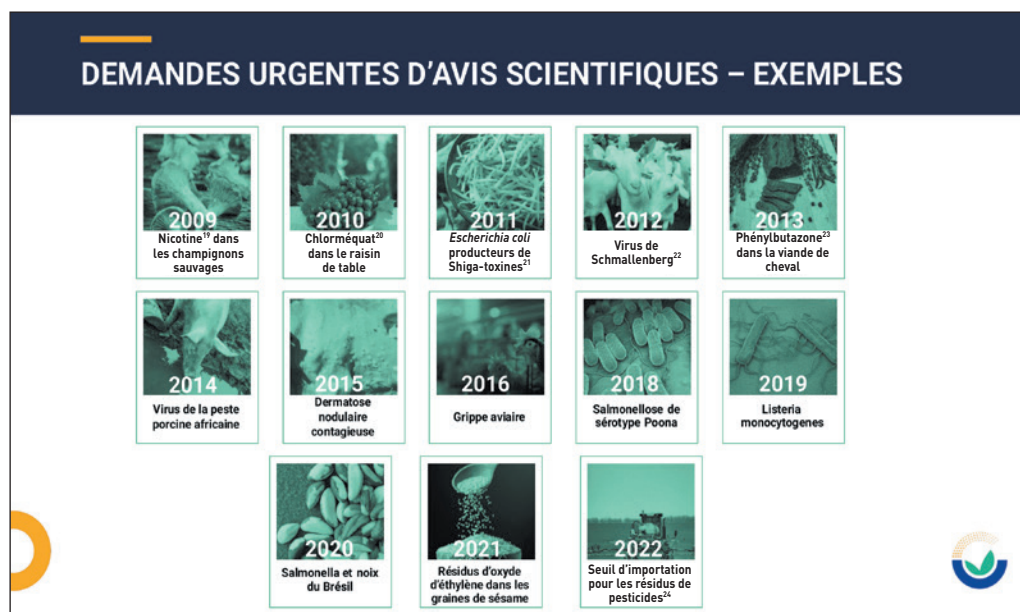 DEMANDES URGENTES D'AVIS SCIENTIFIQUES – EXEMPLES
2009
Nicotine¹⁹ dans
les champignons
sauvages
2010
Chlorméquat²⁰
dans le raisin
de table
2011
Escherichia coli
producteurs de
Shiga-toxines²¹
2012
Virus de
Schmallenberg²²
2013
Phénylbutazone²³
dans la viande de
cheval
2014
Virus de la peste
porcine africaine
2015
Dermatose
nodulaire
contagieuse
2016
Grippe aviaire
2018
Salmonellose de
sérotype Poona
2019
Listeria
monocytogenes
2020
Salmonella et noix
du Brésil
2021
Résidus d'oxyde
d'éthylène dans les
graines de sésame
2022
Seuil d'importation
pour les résidus de
pesticides²⁴